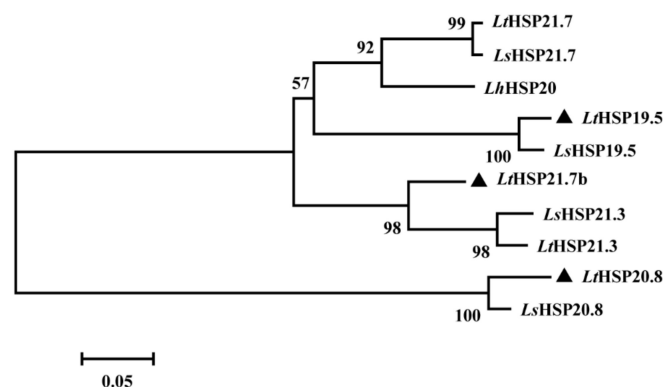 99
LtHSP21.7
92
LsHSP21.7
57
LhHSP20
LtHSP19.5
100
LsHSP19.5
LtHSP21.7b
98
LsHSP21.3
98
LtHSP21.3
LtHSP20.8
100
LsHSP20.8
0.05